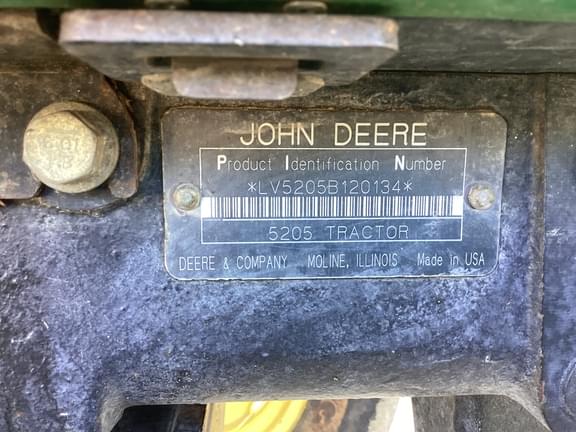 JOHN DEERE
Product Identification Number
*LV5205B120134*
5205 TRACTOR
DEERE & COMPANY MOLINE, ILLINOIS Made in USA